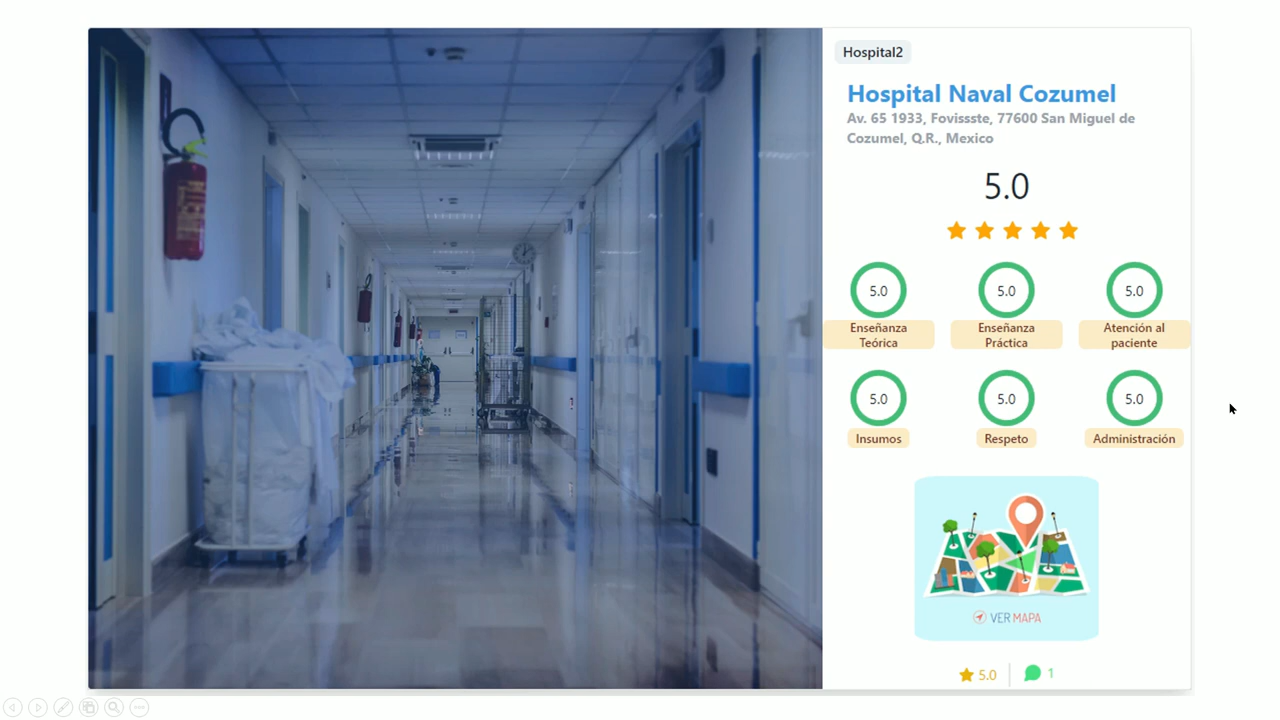 Hospital2
Hospital Naval Cozumel
Av. 65 1933, Fovissste, 77600 San Miguel de
Cozumel, Q.R., Mexico
5.0
5.0
5.0
5.0
Enseñanza
Teórica
Enseñanza
Práctica
Atención al
paciente
5.0
5.0
5.0
Insumos
Respeto
Administración
VER MAPA
5.0
1